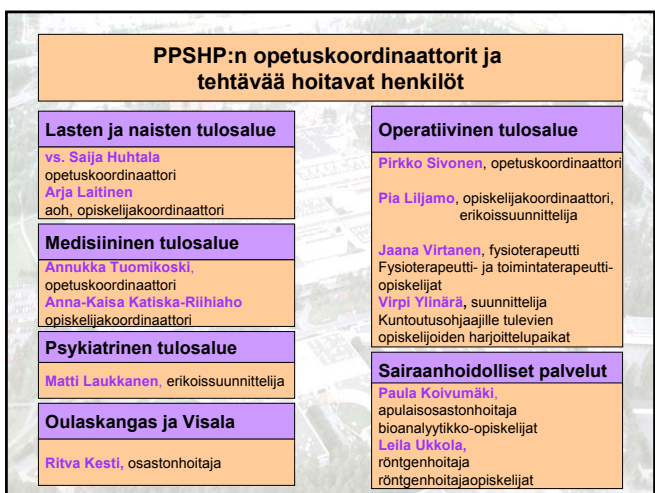 PPSHP:n opetuskoordinaattorit ja
tehtävää hoitavat henkilöt
Lasten ja naisten tulosalue
vs. Saija Huhtala
opetuskoordinaattori
Arja Laitinen
aoh, opiskelijakoordinaattori
Medisiininen tulosalue
Annukka Tuomikoski,
opetuskoordinaattori
Anna-Kaisa Katiska-Riihiaho
opiskelijakoordinaattori
Psykiatrinen tulosalue
Matti Laukkanen, erikoissuunnittelija
Oulaskangas ja Visala
Ritva Kesti, osastonhoitaja
Operatiivinen tulosalue
Pirkko Sivonen, opetuskoordinaattori
Pia Liljamo, opiskelijakoordinaattori,
erikoissuunnittelija
Jaana Virtanen, fysioterapeutti
Fysioterapeutti- ja toimintaterapeutti-
opiskelijat
Virpi Ylinärä, suunnittelija
Kuntoutusohjaajille tulevien
opiskelijoiden harjoittelupaikat
Sairaanhoidolliset palvelut
Paula Koivumäki,
apulaisosastonhoitaja
bioanalyytikko-opiskelijat
Leila Ukkola,
röntgenhoitaja
röntgenhoitajaopiskelijat